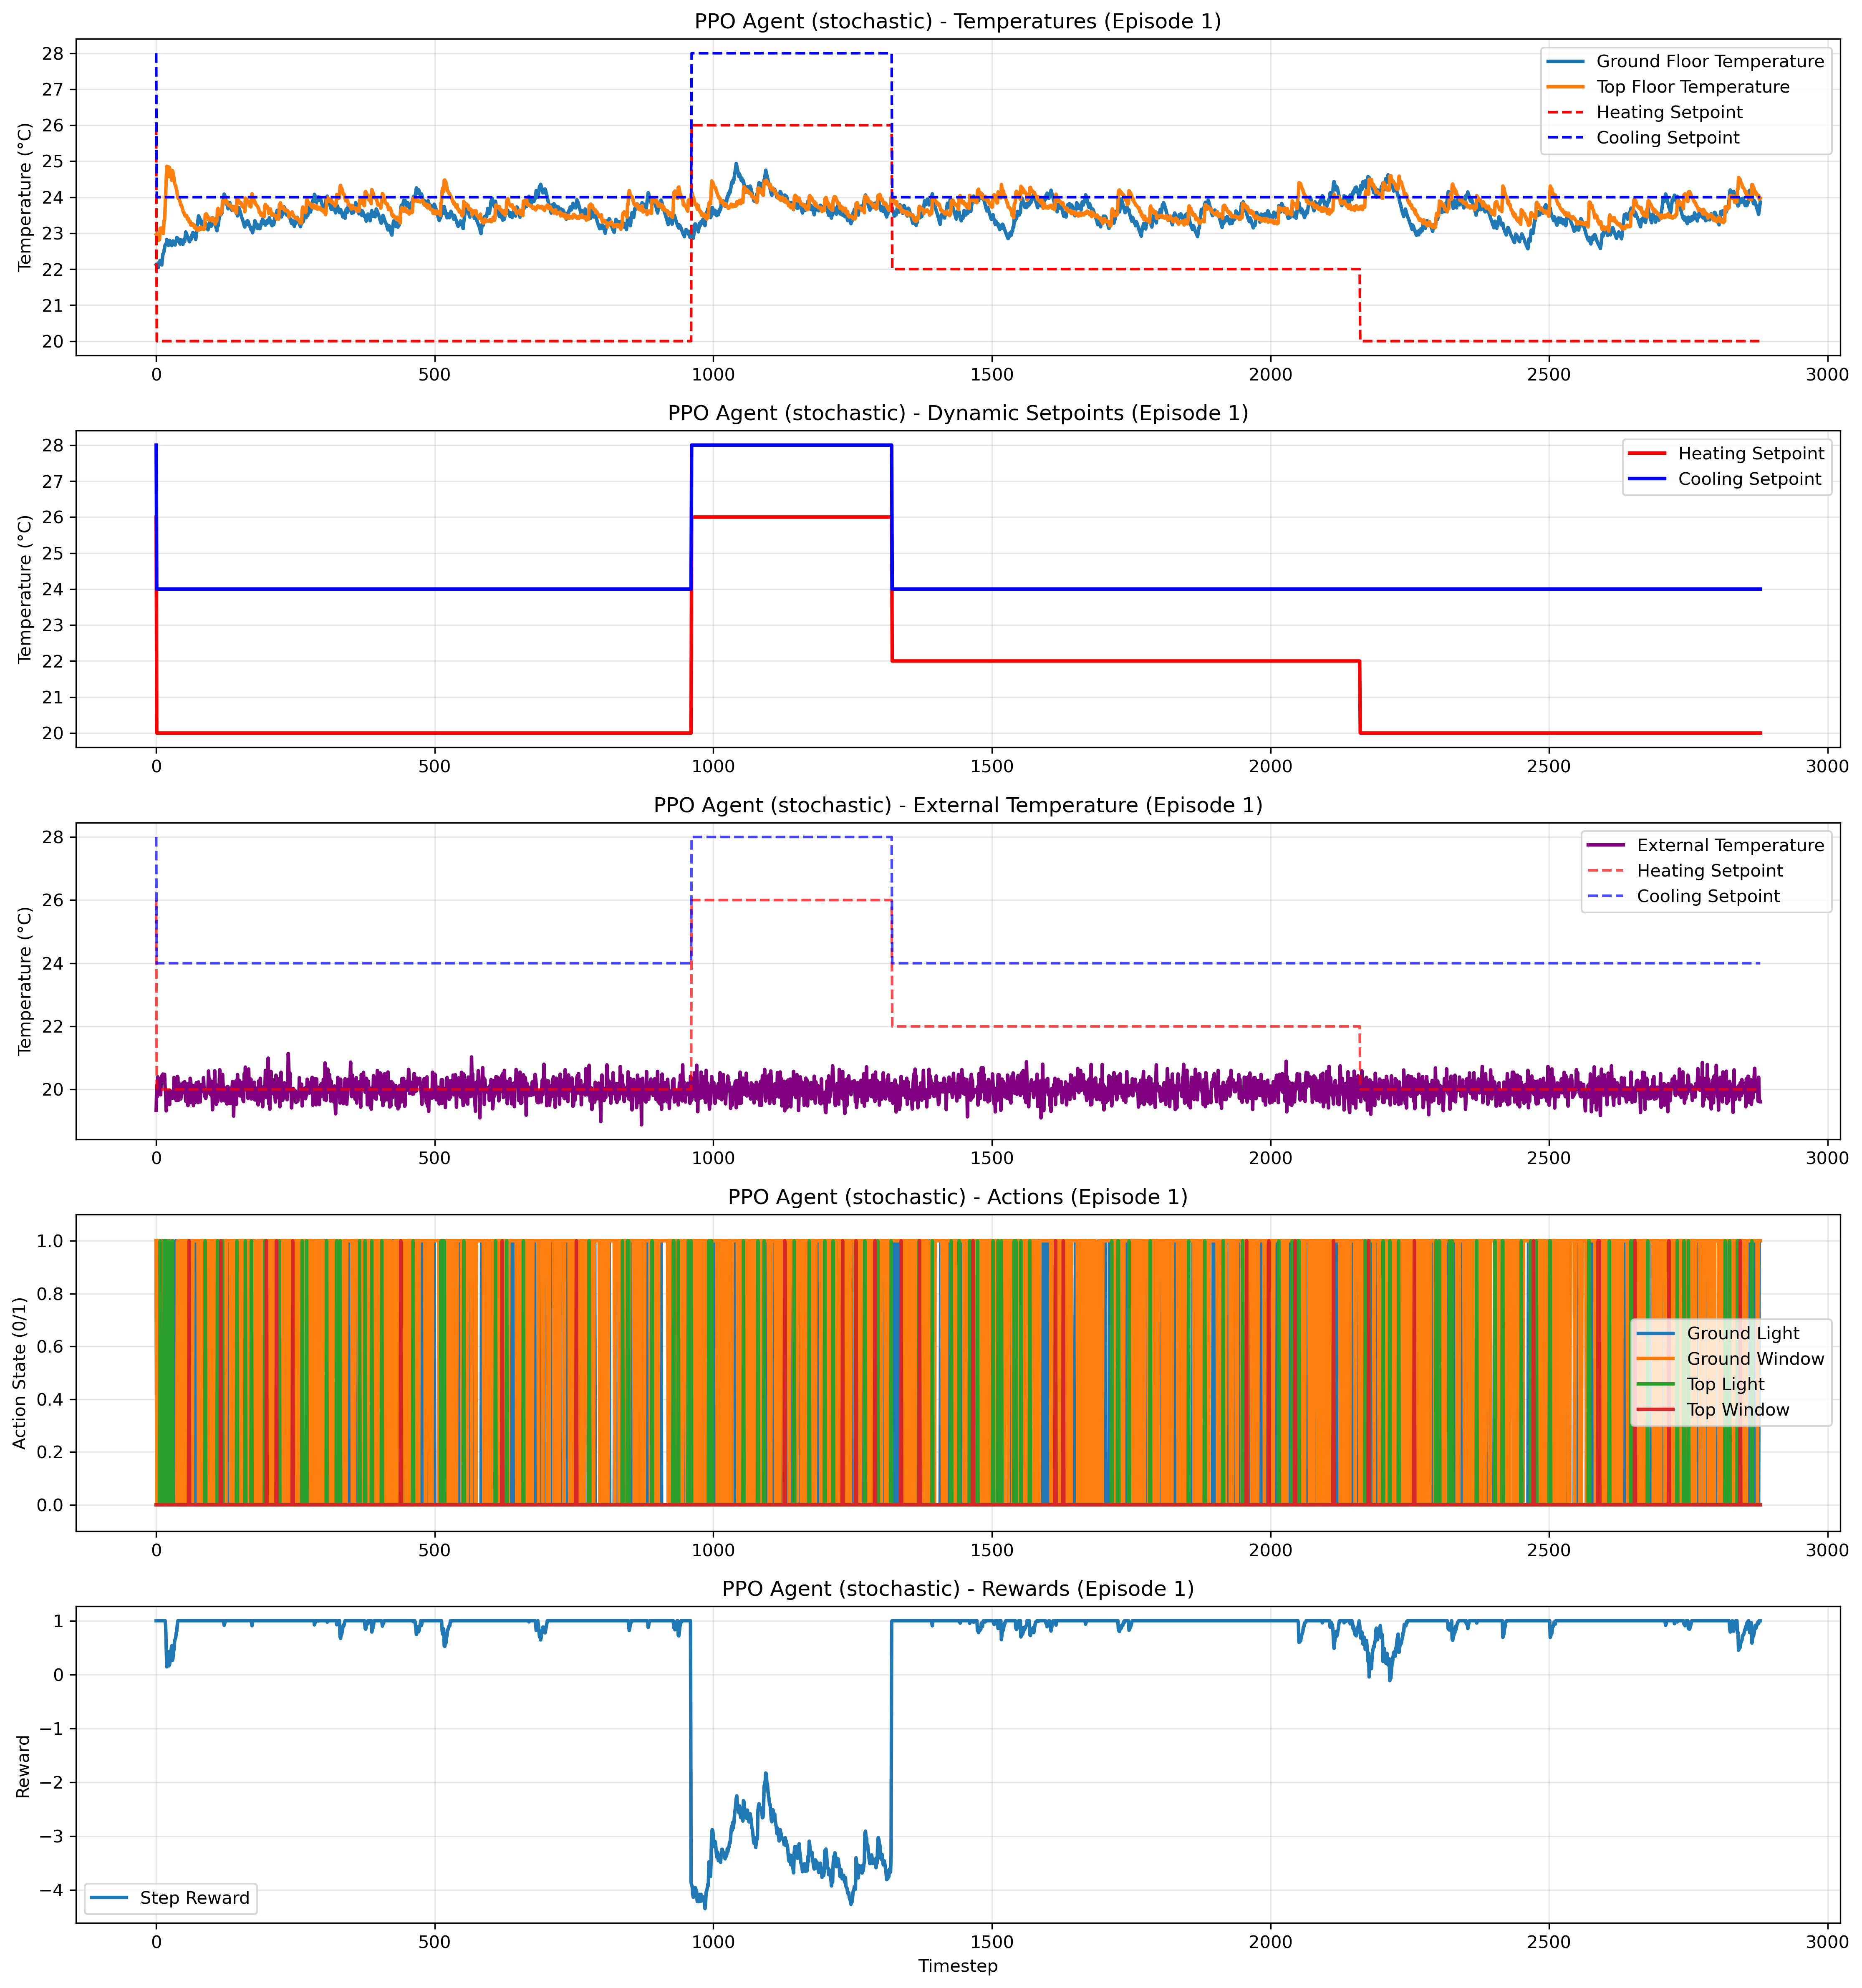 PPO Agent (stochastic) - Temperatures (Episode 1)
Temperature (°C)
28
27
26
25
24
23
22
21
20
Ground Floor Temperature
Top Floor Temperature
Heating Setpoint
Cooling Setpoint
0 500 1000 1500 2000 2500 3000
PPO Agent (stochastic) - Dynamic Setpoints (Episode 1)
Temperature (°C)
28
27
26
25
24
23
22
21
20
Heating Setpoint
Cooling Setpoint
0 500 1000 1500 2000 2500 3000
PPO Agent (stochastic) - External Temperature (Episode 1)
Temperature (°C)
28
26
24
22
20
External Temperature
Heating Setpoint
Cooling Setpoint
0 500 1000 1500 2000 2500 3000
PPO Agent (stochastic) - Actions (Episode 1)
Action State (0/1)
1.0
0.8
0.6
0.4
0.2
0.0
Ground Light
Ground Window
Top Light
Top Window
0 500 1000 1500 2000 2500 3000
PPO Agent (stochastic) - Rewards (Episode 1)
Reward
1
0
−1
−2
−3
−4
Step Reward
0 500 1000 1500 2000 2500 3000
Timestep